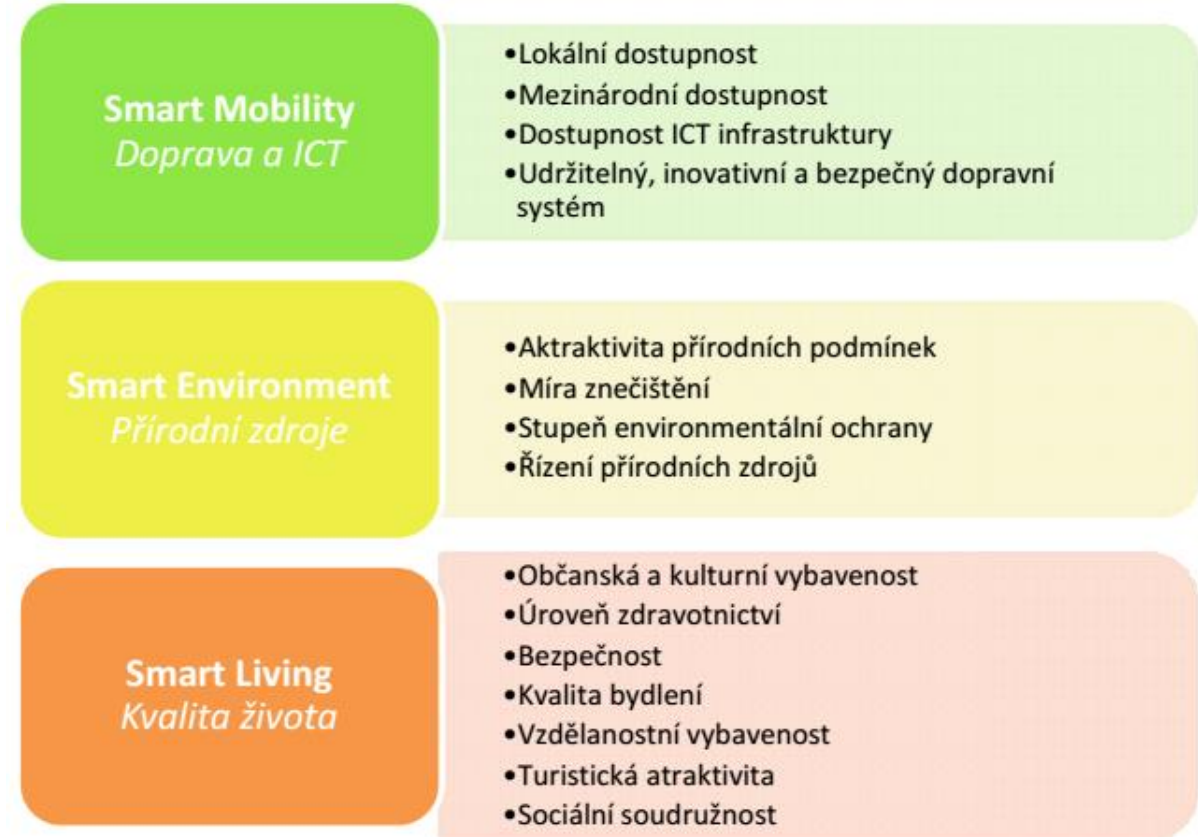 Smart Mobility
Doprava a ICT
•Lokální dostupnost
•Mezinárodní dostupnost
•Dostupnost ICT infrastruktury
•Udržitelný, inovativní a bezpečný dopravní
systém
Smart Environment
Přírodní zdroje
•Aktraktivita přírodních podmínek
•Míra znečištění
•Stupeň environmentální ochrany
•Řízení přírodních zdrojů
Smart Living
Kvalita života
•Občanská a kulturní vybavenost
•Úroveň zdravotnictví
•Bezpečnost
•Kvalita bydlení
•Vzdělanostní vybavenost
•Turistická atraktivita
•Sociální soudružnost